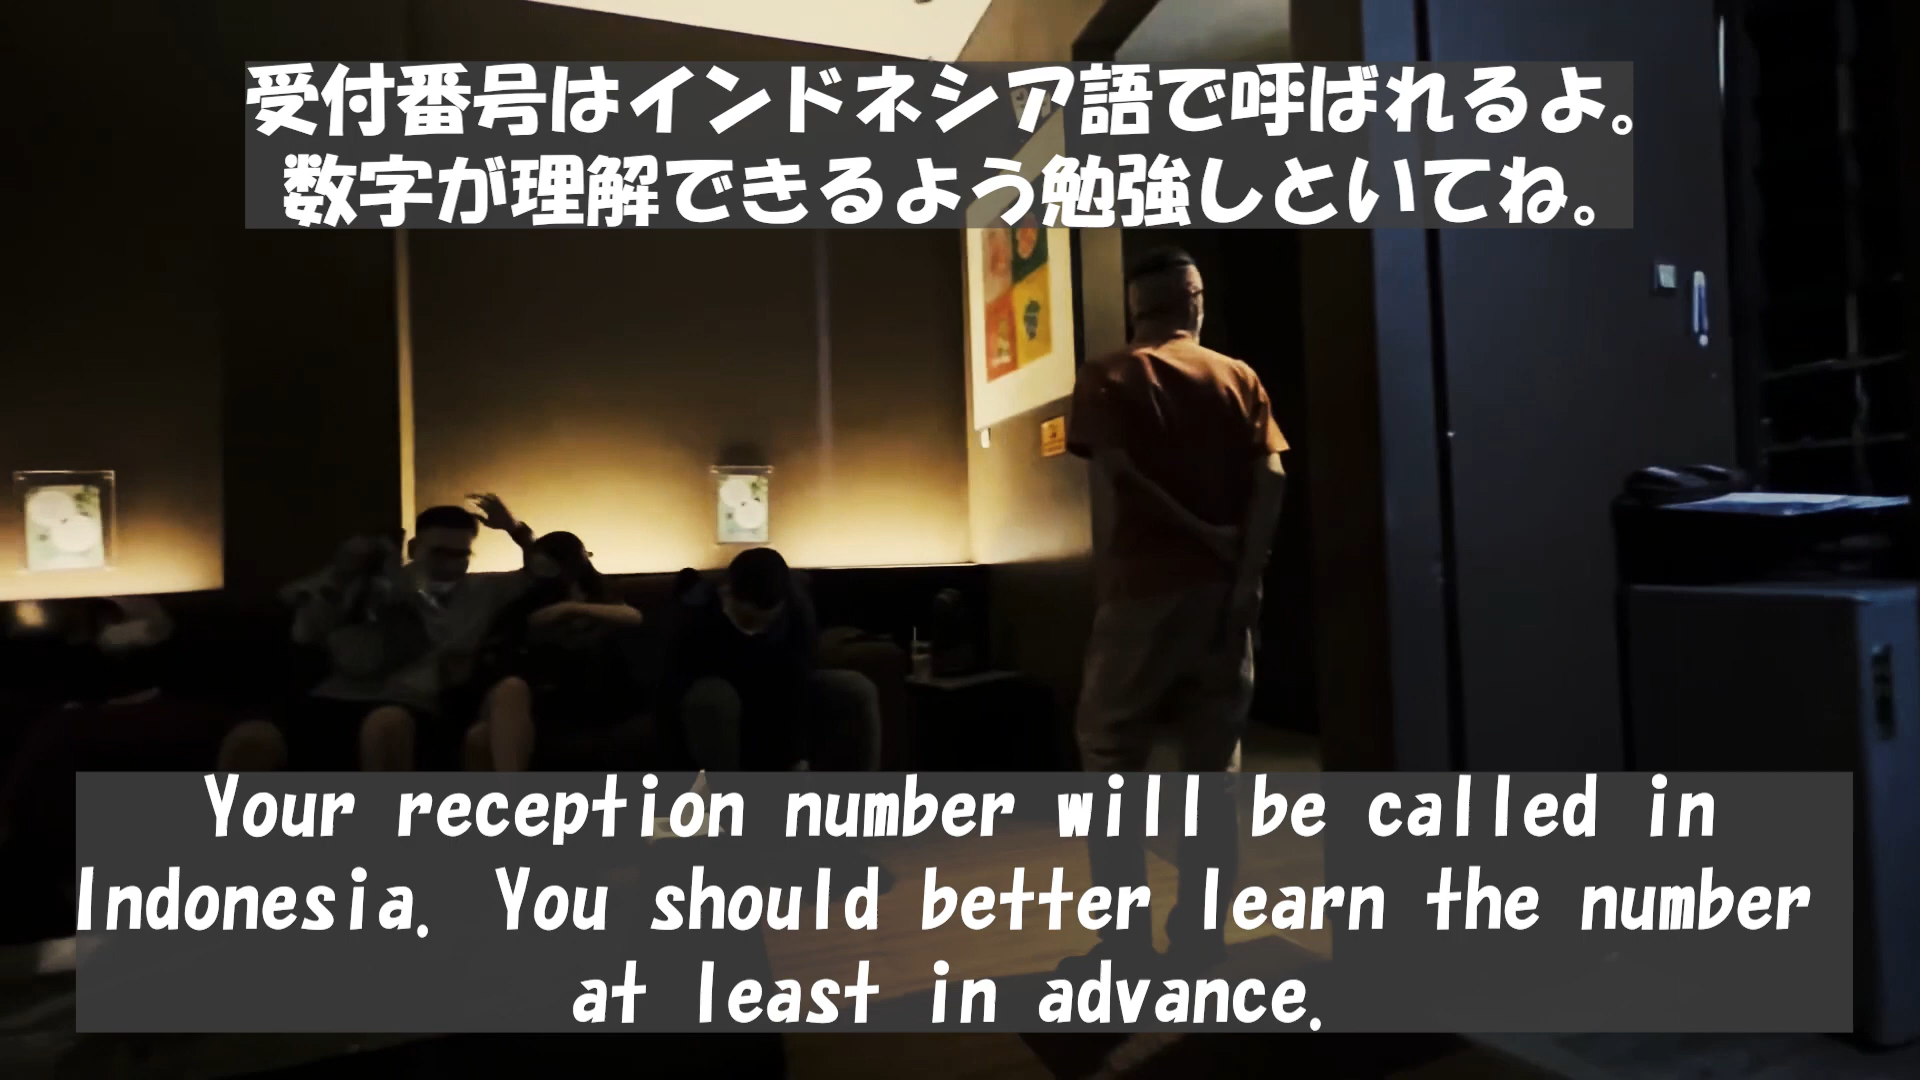 受付番号はインドネシア語で呼ばれるよ。
数字が理解できるよう勉強しといてね。
Your reception number will be called in
Indonesia. You should better learn the number
at least in advance.